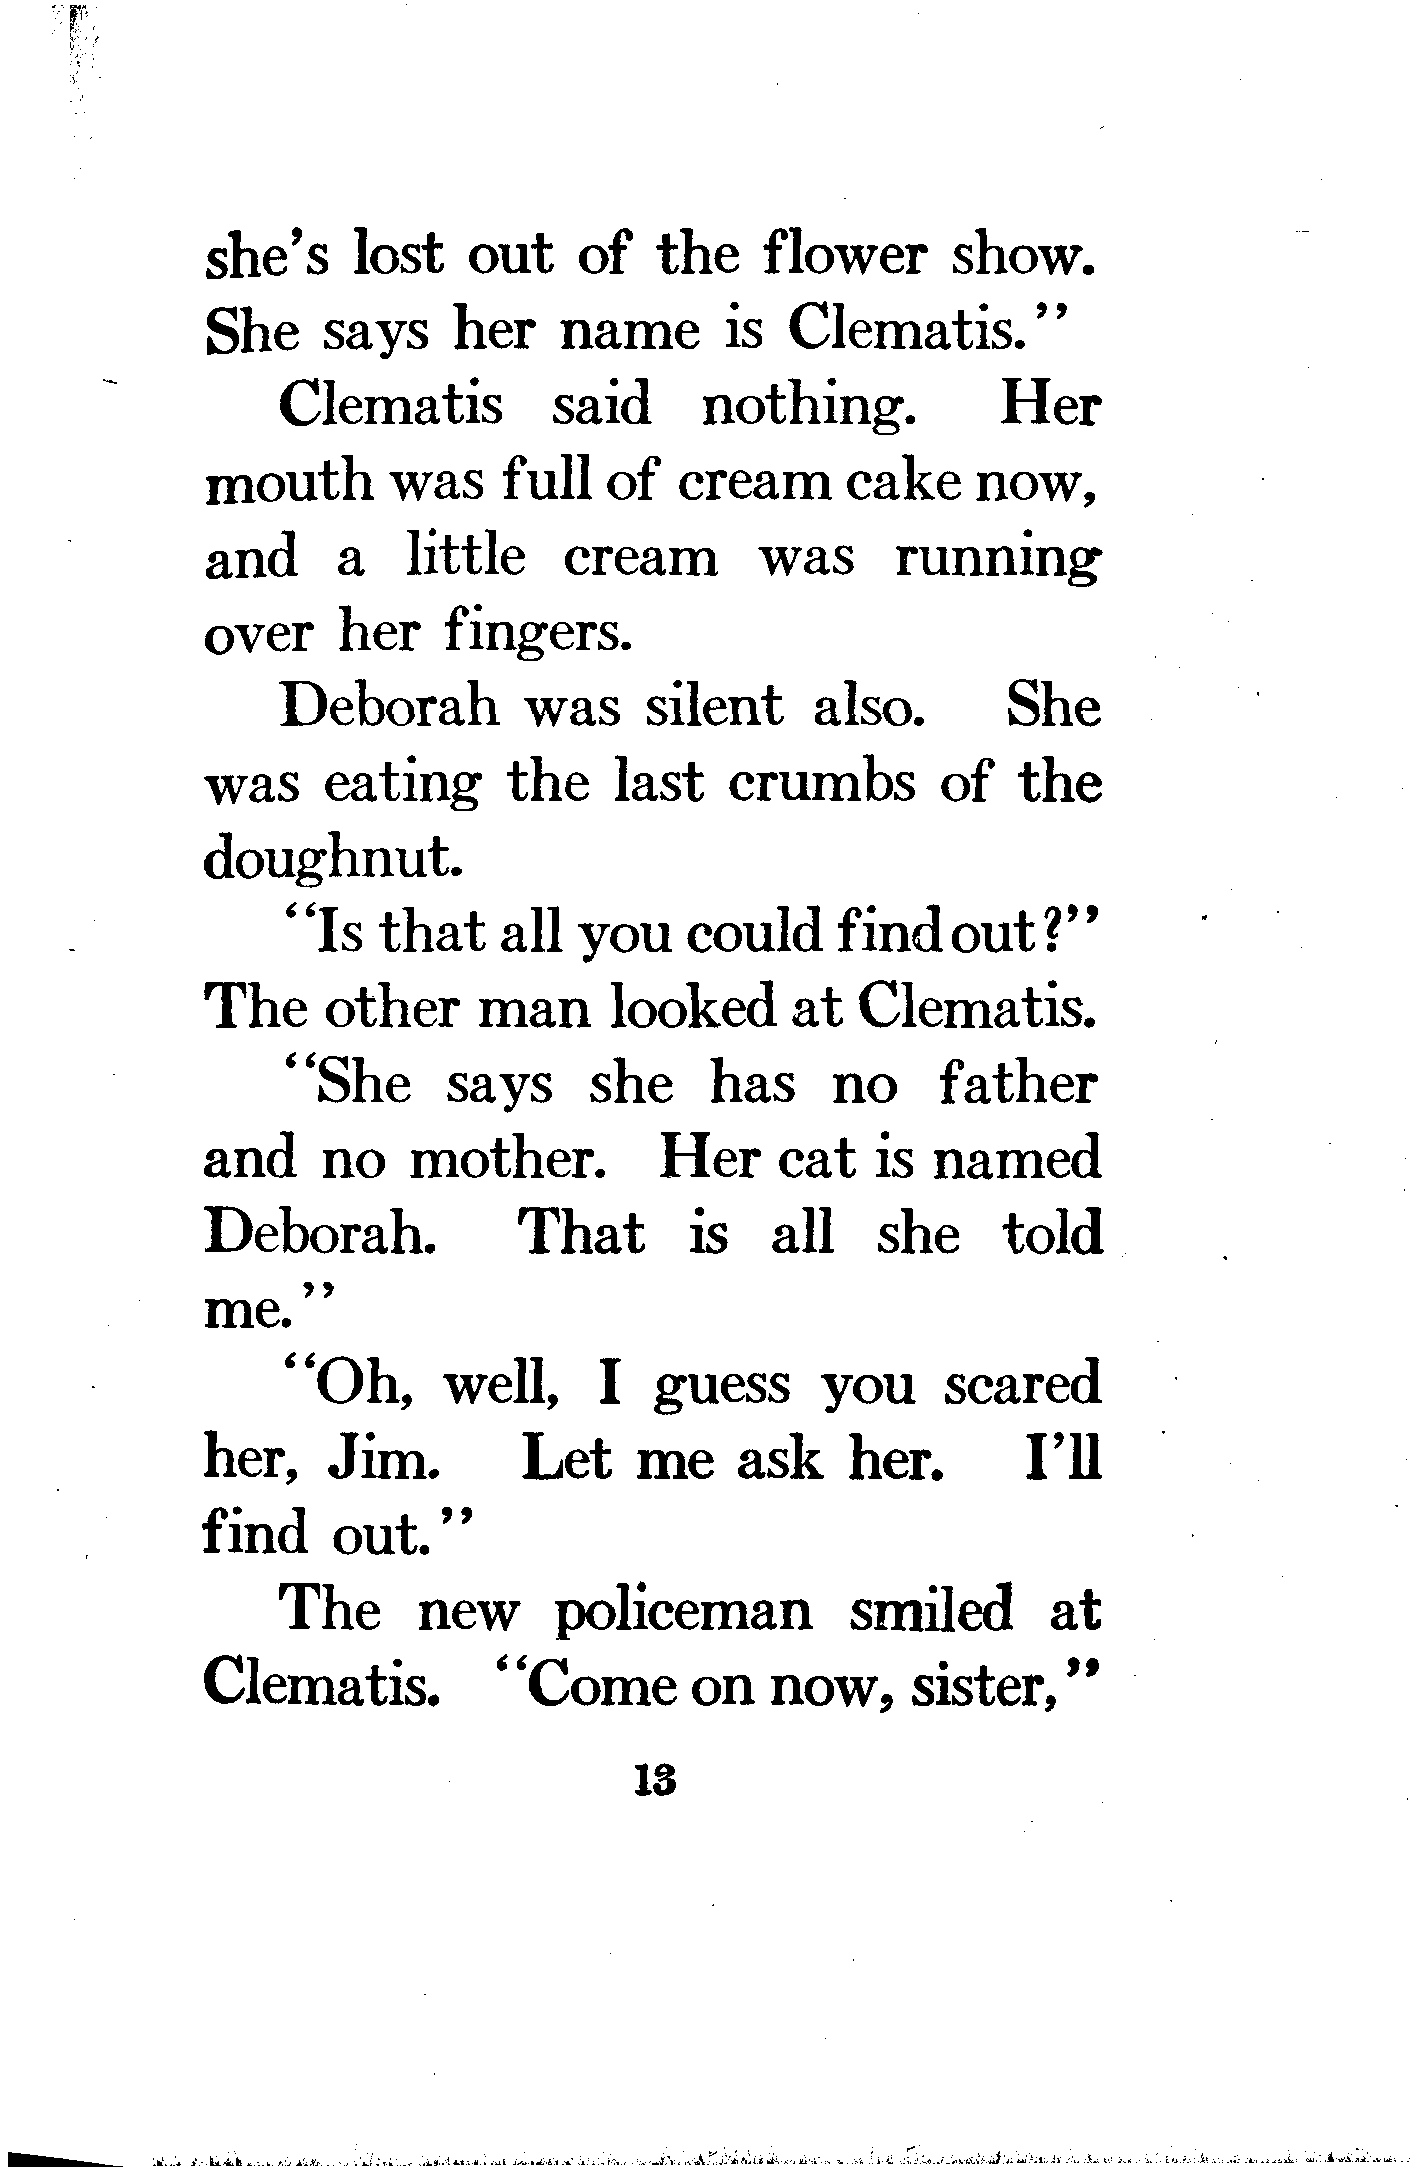 she's lost out of the flower show.
She says her name is Clematis."
Clematis said nothing. Her
mouth was full of cream cake now,
and a little cream was running
over her fingers.
Deborah was silent also. She
was eating the last crumbs of the
doughnut.
"Is that all you could find out?"
The other man looked at Clematis.
"She says she has no father
and no mother. Her cat is named
Deborah. That is all she told
me."
"Oh, well, I guess you scared
her, Jim. Let me ask her. I'll
find out."
The new policeman smiled at
Clematis. "Come on now, sister,"
13